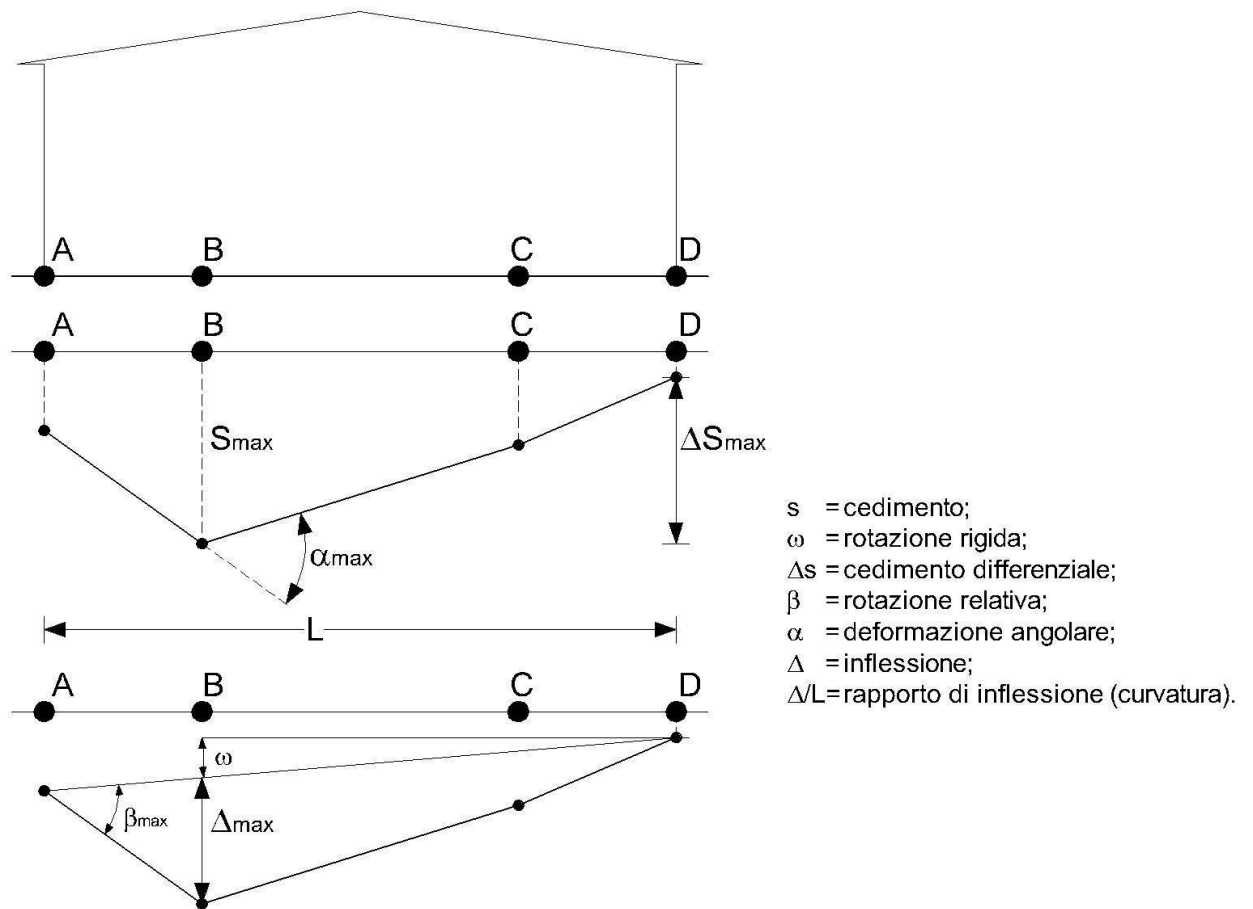 A B C D
A B C D
Smax ΔSmax
αmax
L
A B C D
ω
βmax Δmax
s = cedimento;
ω = rotazione rigida;
Δs = cedimento differenziale;
β = rotazione relativa;
α = deformazione angolare;
Δ = inflessione;
Δ/L= rapporto di inflessione (curvatura).